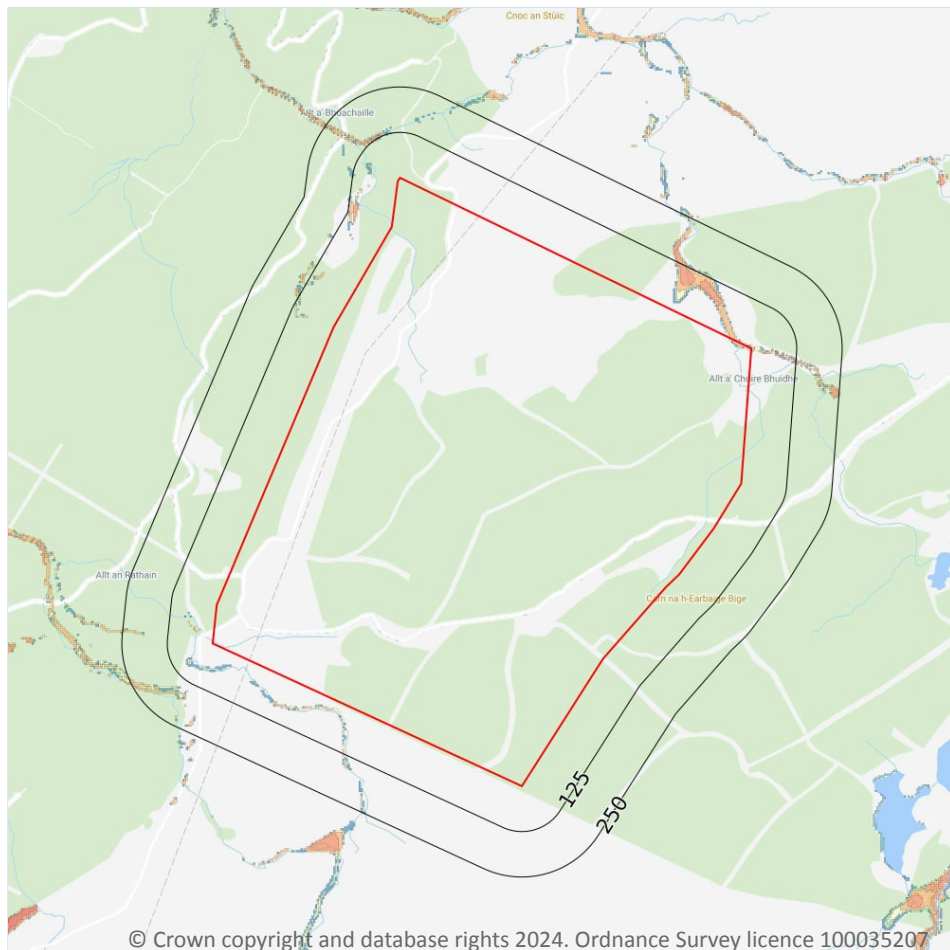 Cnoc an Stùic
Allt a' Bhuachaille
Allt a' Choire Bhuidhe
Allt an Rathain
Càrn na h-Earbaige Bige
125
250
© Crown copyright and database rights 2024. Ordnance Survey licence 100035207